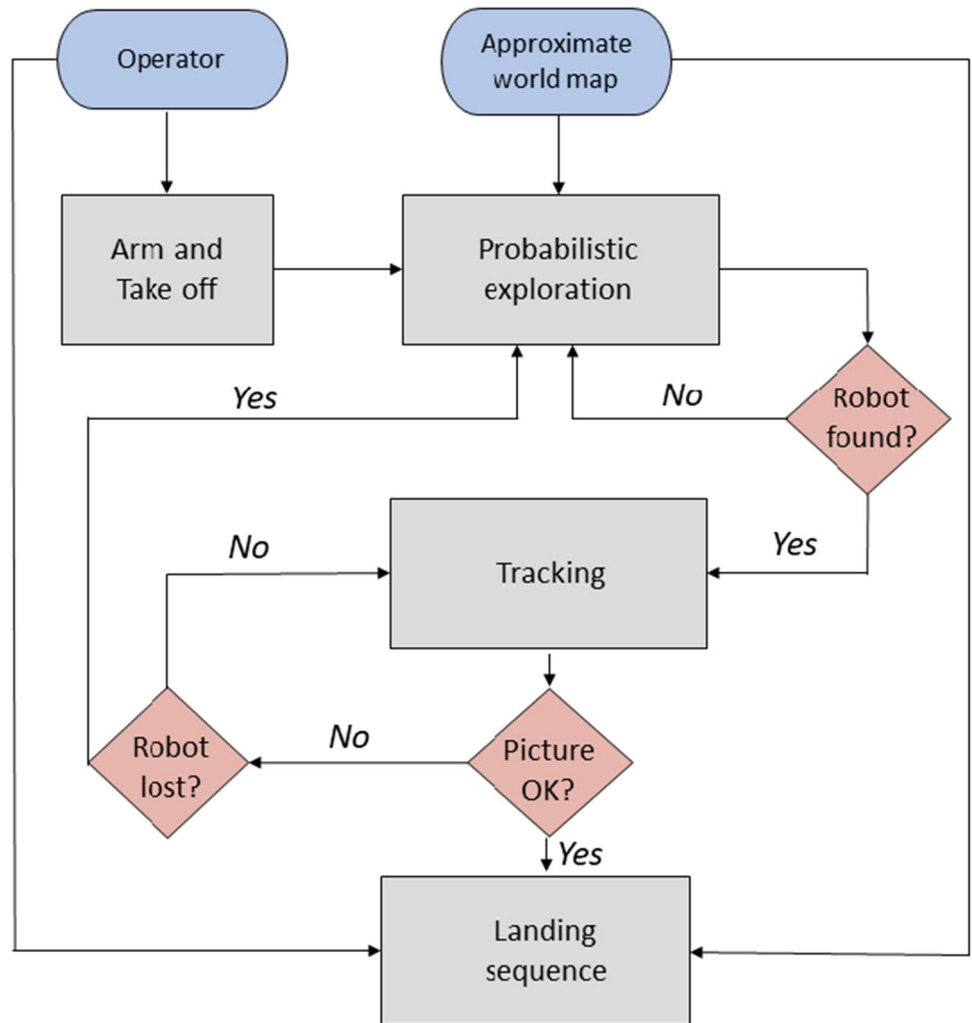 Operator
Approximate
world map
Arm and
Take off
Probabilistic
exploration
Yes
No
Robot
found?
No
Tracking
Yes
Robot
lost?
No
Picture
OK?
Yes
Landing
sequence